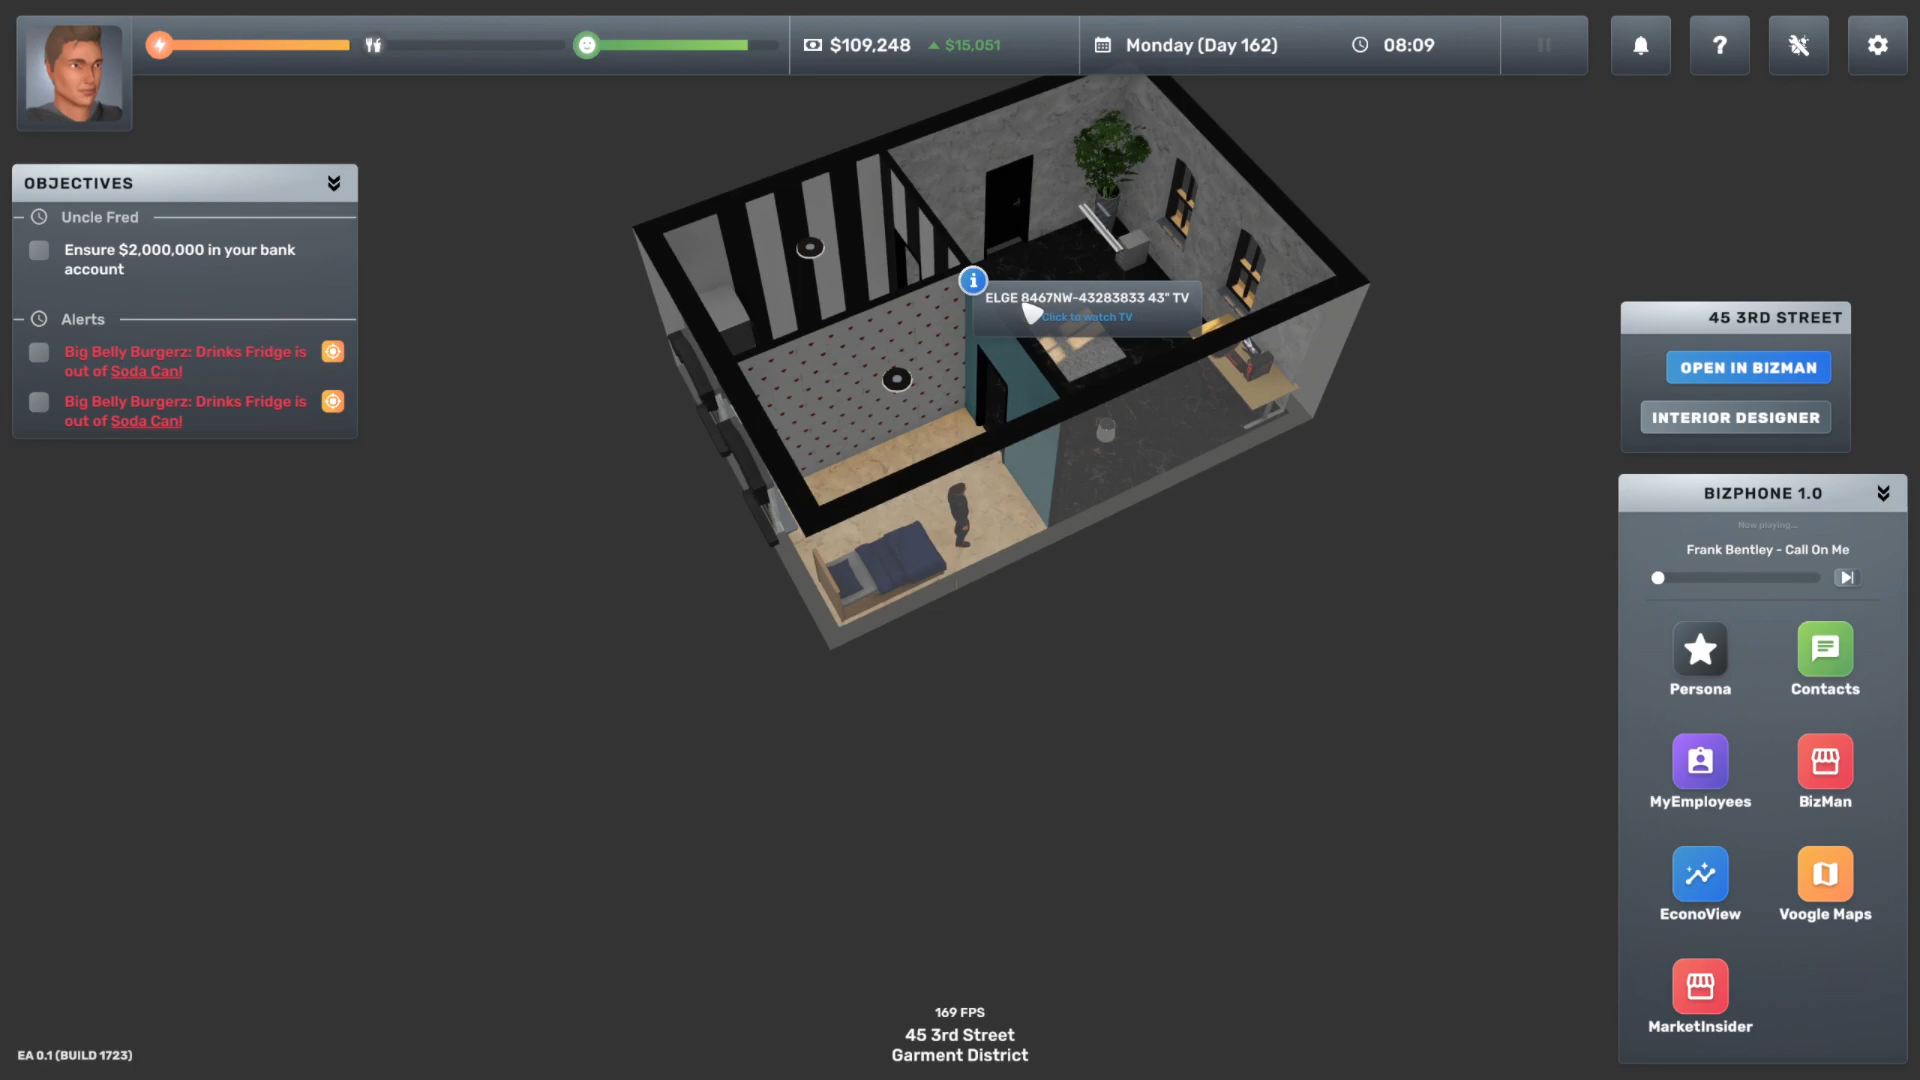 $109,248
$15,051
Monday (Day 162)
08:09
OBJECTIVES
Uncle Fred
Ensure $2,000,000 in your bank
account
Alerts
Big Belly Burgerz: Drinks Fridge is
out of Soda Can!
Big Belly Burgerz: Drinks Fridge is
out of Soda Can!
ELGE 8467NW-43283833 43" TV
Click to watch TV
45 3RD STREET
OPEN IN BIZMAN
INTERIOR DESIGNER
BIZPHONE 1.0
Now playing...
Frank Bentley - Call On Me
Persona
Contacts
MyEmployees
BizMan
EconoView
Voogle Maps
MarketInsider
169 FPS
45 3rd Street
Garment District
EA 0.1 (BUILD 1723)